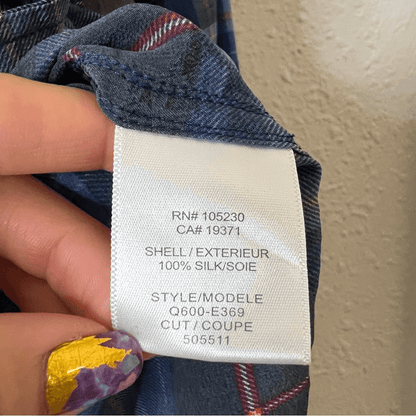 RN# 105230
CA# 19371
SHELL / EXTERIEUR
100% SILK/SOIE
STYLE/MODELE
Q600-E369
CUT / COUPE
505511